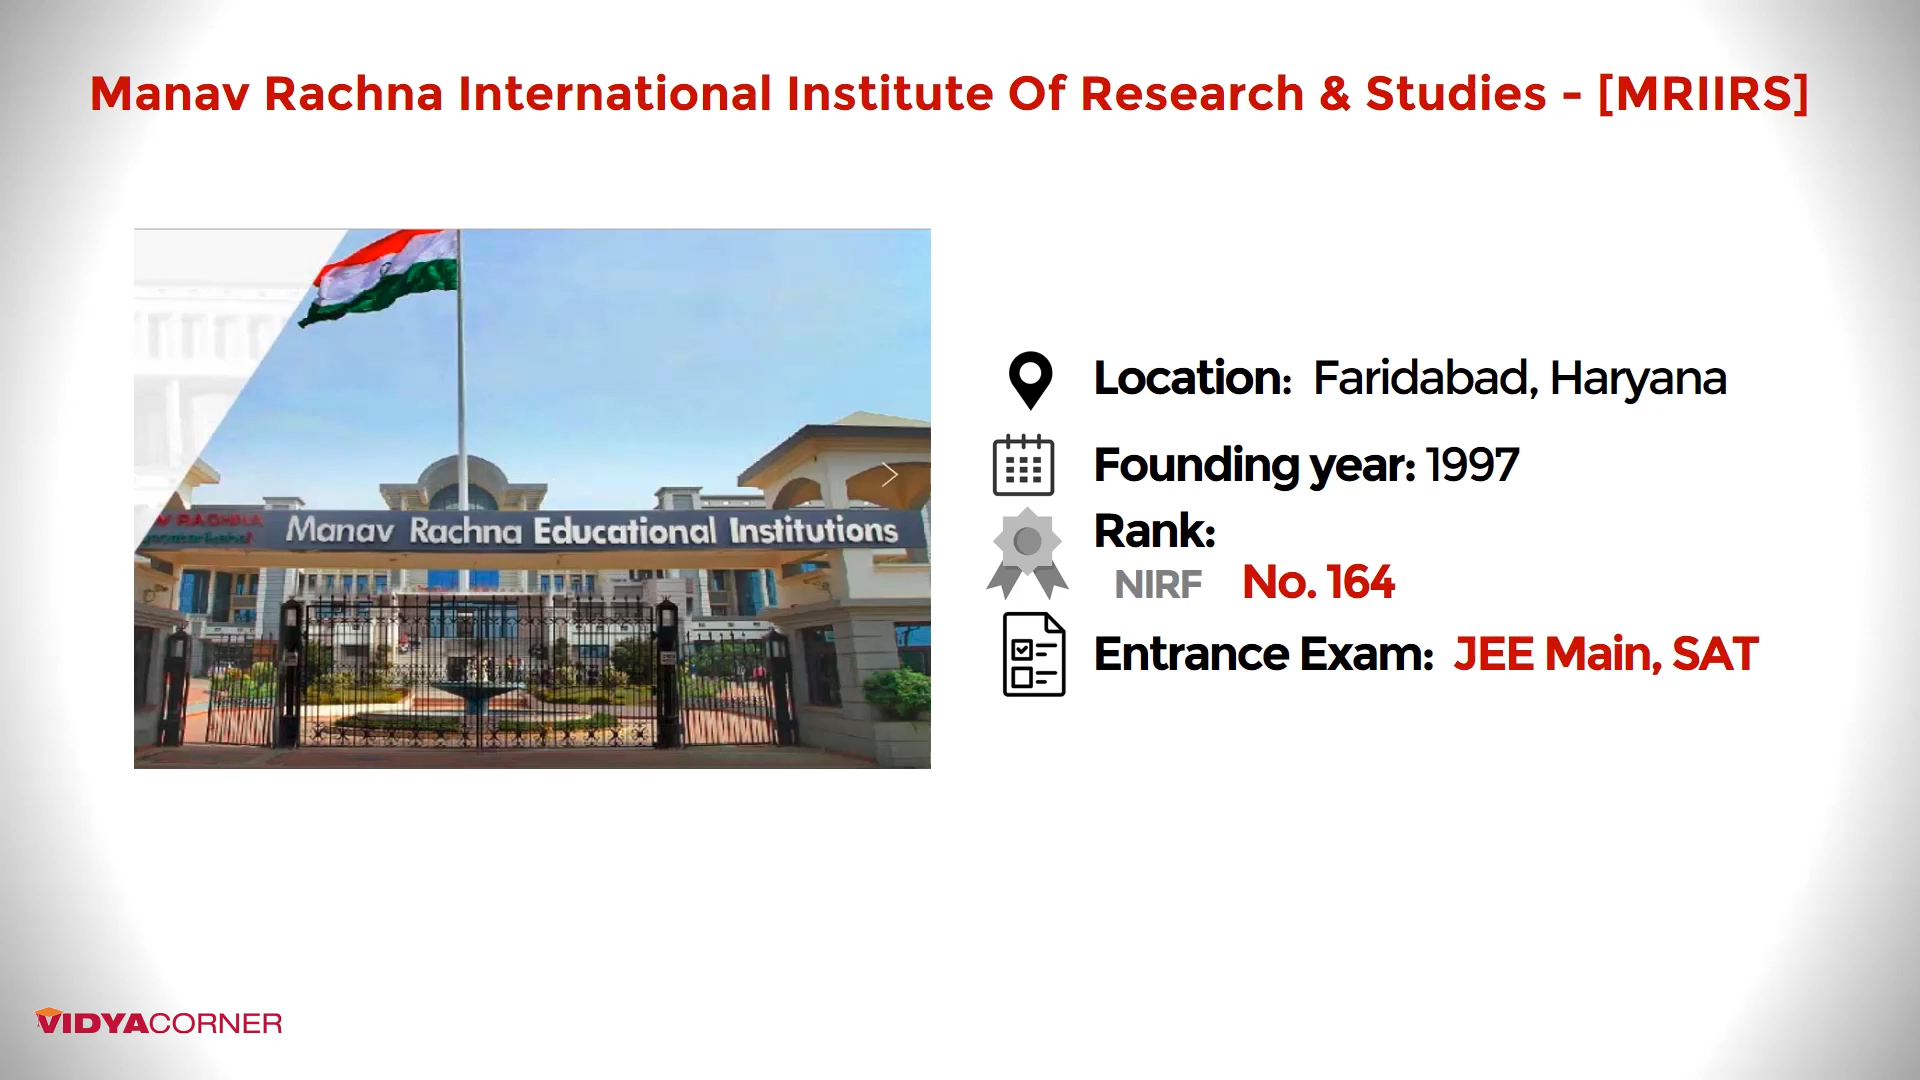 Manav Rachna International Institute Of Research & Studies - [MRIIRS]
RACHNA
Manav Rachna Educational Institutions
Location: Faridabad, Haryana
Founding year: 1997
Rank:
NIRF No. 164
Entrance Exam: JEE Main, SAT
VIDYACORNER